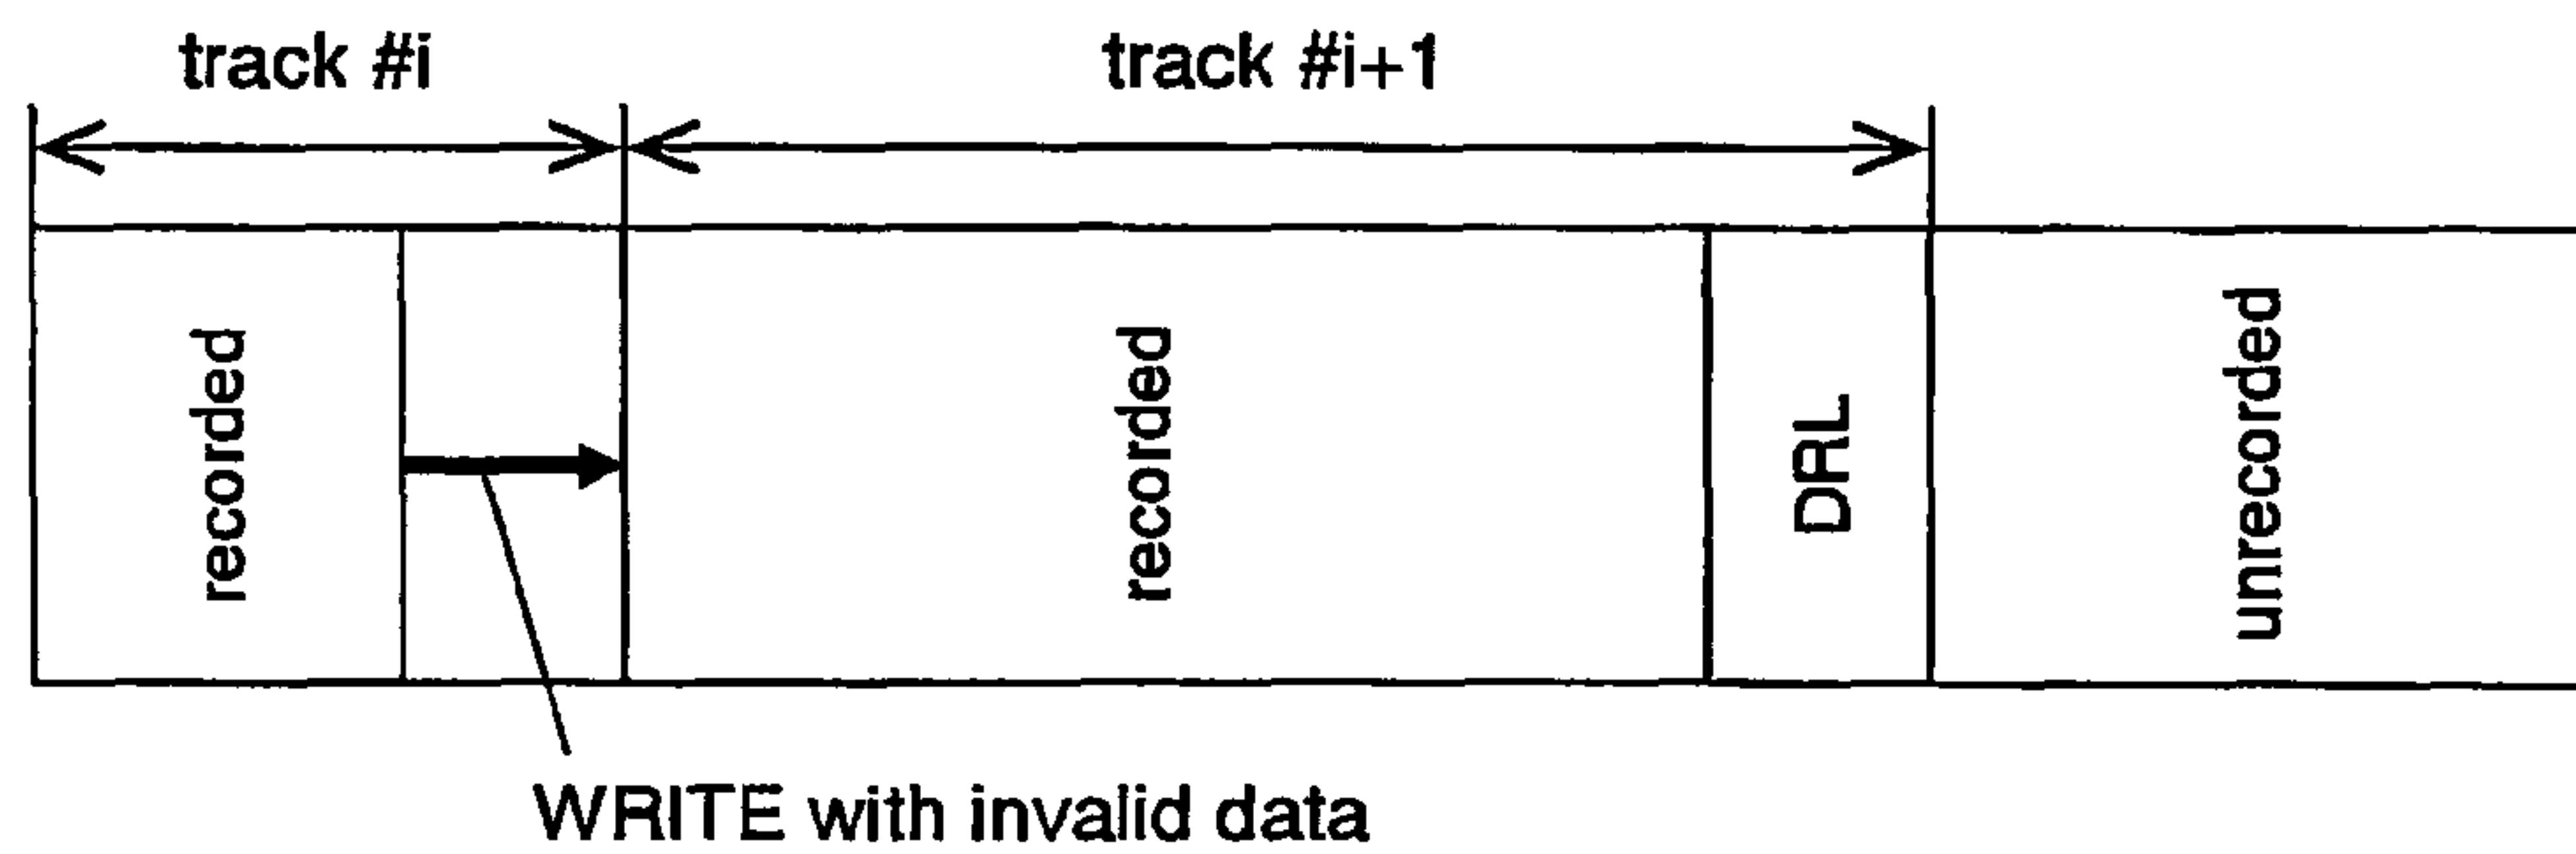 track #i
track #i+1
recorded
recorded
DRL
unrecorded
WRITE with invalid data